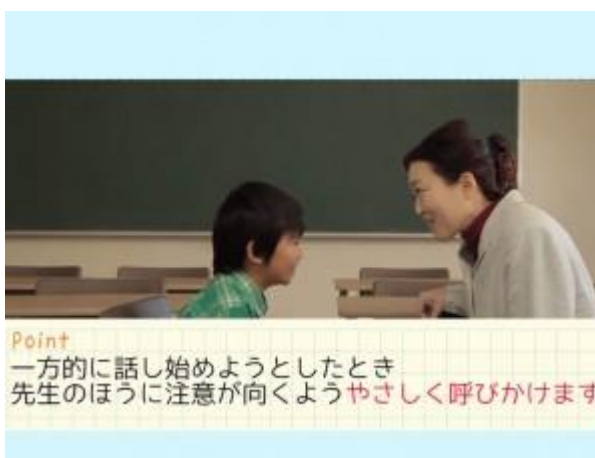 Point
一方的に話し始めようとしたとき
先生のほうに注意が向くようやさしく呼びかけます